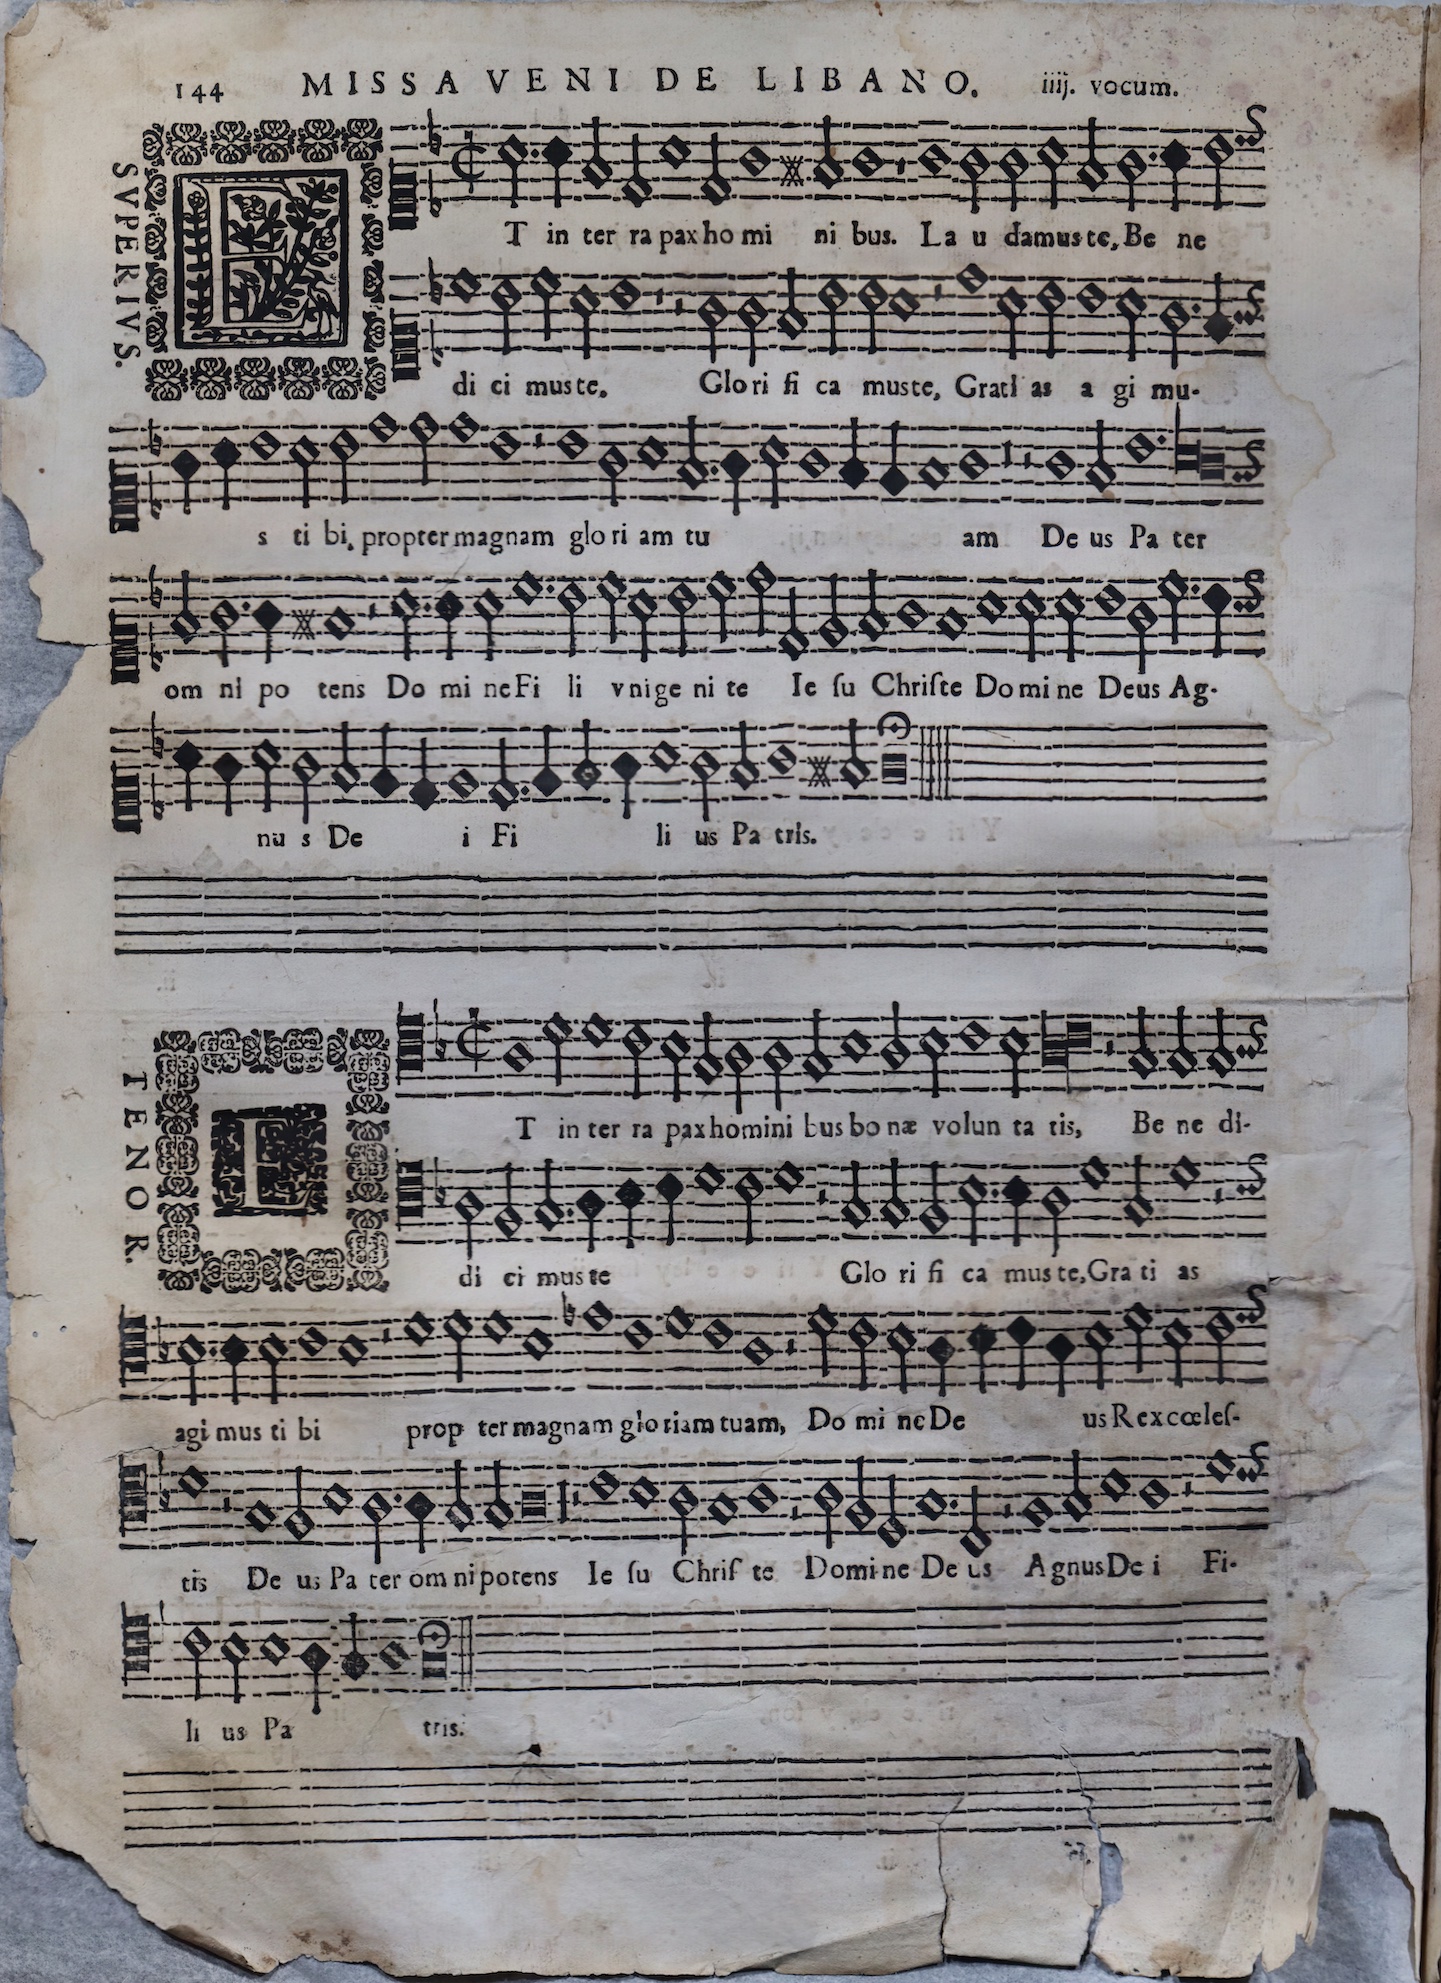 144 MISSA VENI DE LIBANO. iiij. vocum.
SVPERIVS.
ET in ter ra pax ho mi ni bus. La u damus te, Be ne
di ci mus te. Glo ri fi ca mus te, Grati as a gi mu-
s ti bi, propter magnam glo ri am tu am De us Pa ter
om ni po tens Do mi ne Fi li vnige ni te Ie ſu Chriſte Do mi ne Deus Ag-
nu s De i Fi li us Pa tris.
TENOR.
ET in ter ra pax homini bus bo næ volun ta tis, Be ne di-
di ci mus te Glo ri fi ca mus te, Gra ti as
agi mus ti bi prop ter magnam gloriam tuam, Do mi ne De us Rex cœleſ-
tis De us Pa ter om nipotens Ie ſu Chriſ te Domi ne De us Agnus De i Fi-
li us Pa tris.